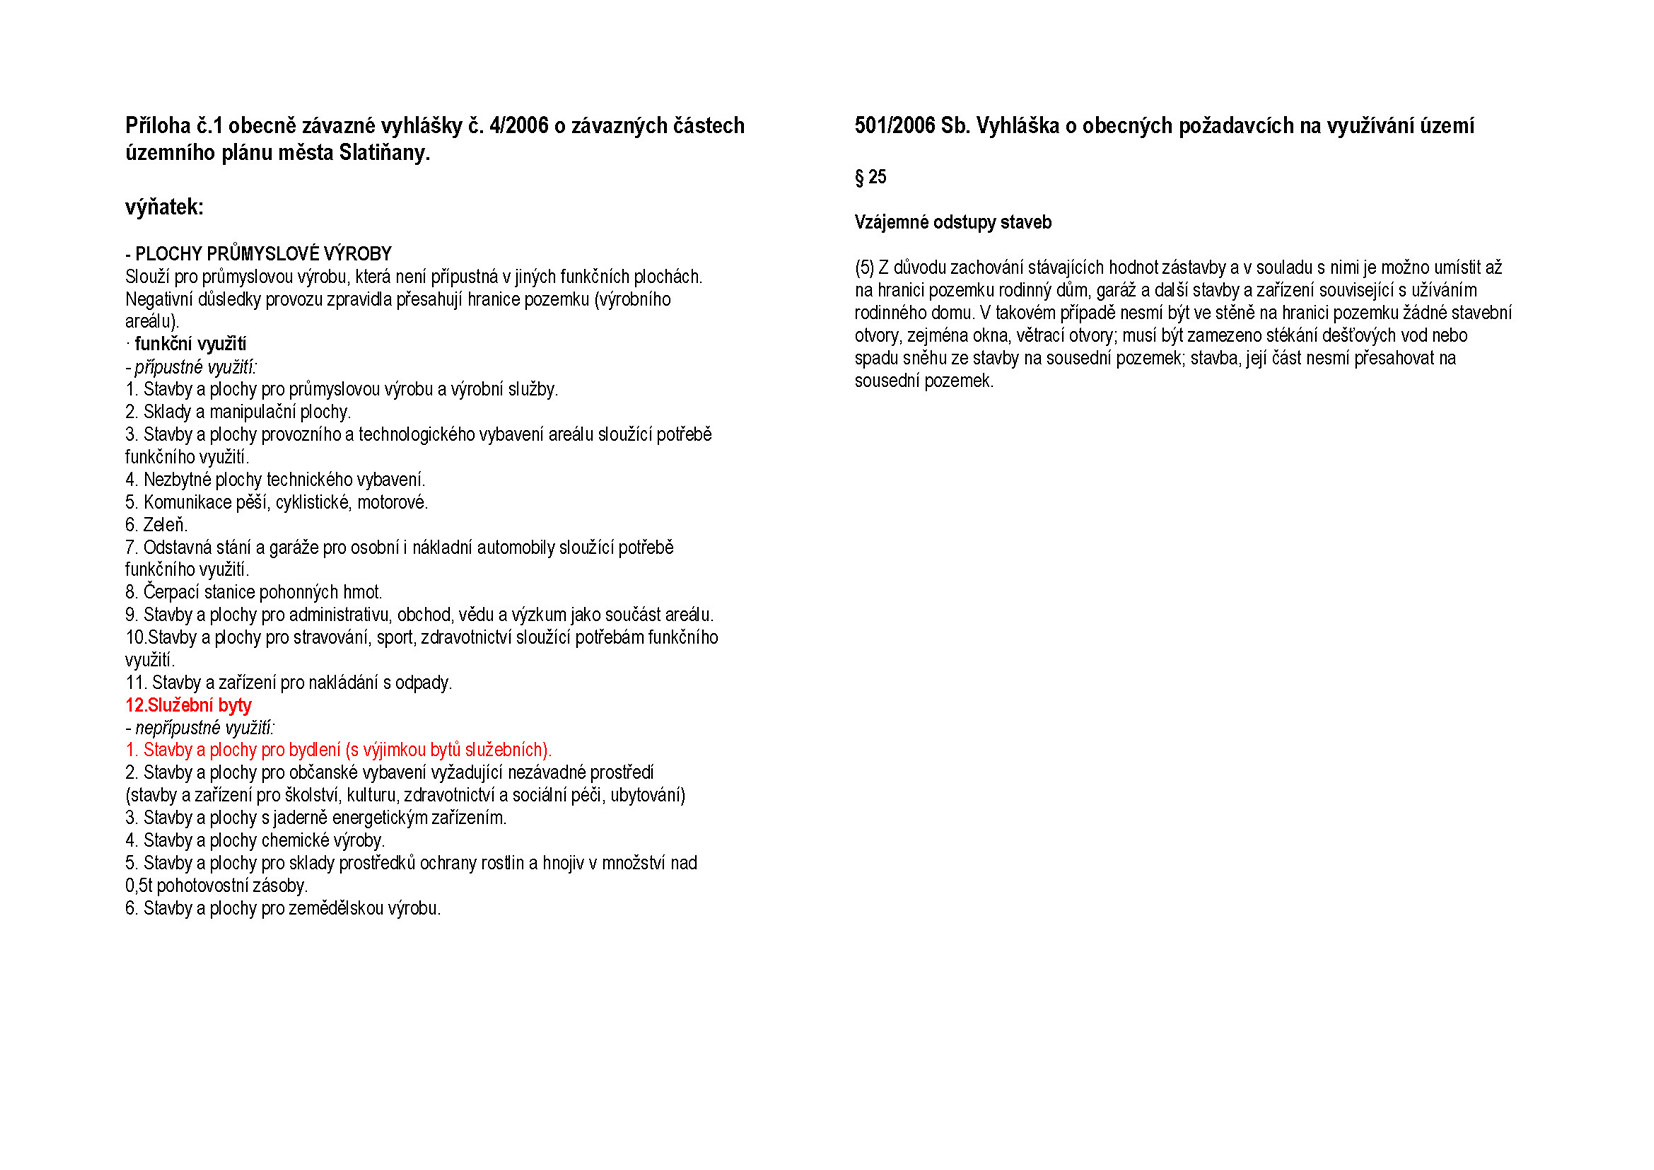 Příloha č.1 obecně závazné vyhlášky č. 4/2006 o závazných částech
územního plánu města Slatiňany.
výňatek:
- PLOCHY PRŮMYSLOVÉ VÝROBY
Slouží pro průmyslovou výrobu, která není přípustná v jiných funkčních plochách.
Negativní důsledky provozu zpravidla přesahují hranice pozemku (výrobního
areálu).
· funkční využití
- přípustné využití:
1. Stavby a plochy pro průmyslovou výrobu a výrobní služby.
2. Sklady a manipulační plochy.
3. Stavby a plochy provozního a technologického vybavení areálu sloužící potřebě
funkčního využití.
4. Nezbytné plochy technického vybavení.
5. Komunikace pěší, cyklistické, motorové.
6. Zeleň.
7. Odstavná stání a garáže pro osobní i nákladní automobily sloužící potřebě
funkčního využití.
8. Čerpací stanice pohonných hmot.
9. Stavby a plochy pro administrativu, obchod, vědu a výzkum jako součást areálu.
10.Stavby a plochy pro stravování, sport, zdravotnictví sloužící potřebám funkčního
využití.
11. Stavby a zařízení pro nakládání s odpady.
12.Služební byty
- nepřípustné využití:
1. Stavby a plochy pro bydlení (s výjimkou bytů služebních).
2. Stavby a plochy pro občanské vybavení vyžadující nezávadné prostředí
(stavby a zařízení pro školství, kulturu, zdravotnictví a sociální péči, ubytování)
3. Stavby a plochy s jaderně energetickým zařízením.
4. Stavby a plochy chemické výroby.
5. Stavby a plochy pro sklady prostředků ochrany rostlin a hnojiv v množství nad
0,5t pohotovostní zásoby.
6. Stavby a plochy pro zemědělskou výrobu.
501/2006 Sb. Vyhláška o obecných požadavcích na využívání území
§ 25
Vzájemné odstupy staveb
(5) Z důvodu zachování stávajících hodnot zástavby a v souladu s nimi je možno umístit až
na hranici pozemku rodinný dům, garáž a další stavby a zařízení související s užíváním
rodinného domu. V takovém případě nesmí být ve stěně na hranici pozemku žádné stavební
otvory, zejména okna, větrací otvory; musí být zamezeno stékání dešťových vod nebo
spadu sněhu ze stavby na sousední pozemek; stavba, její část nesmí přesahovat na
sousední pozemek.